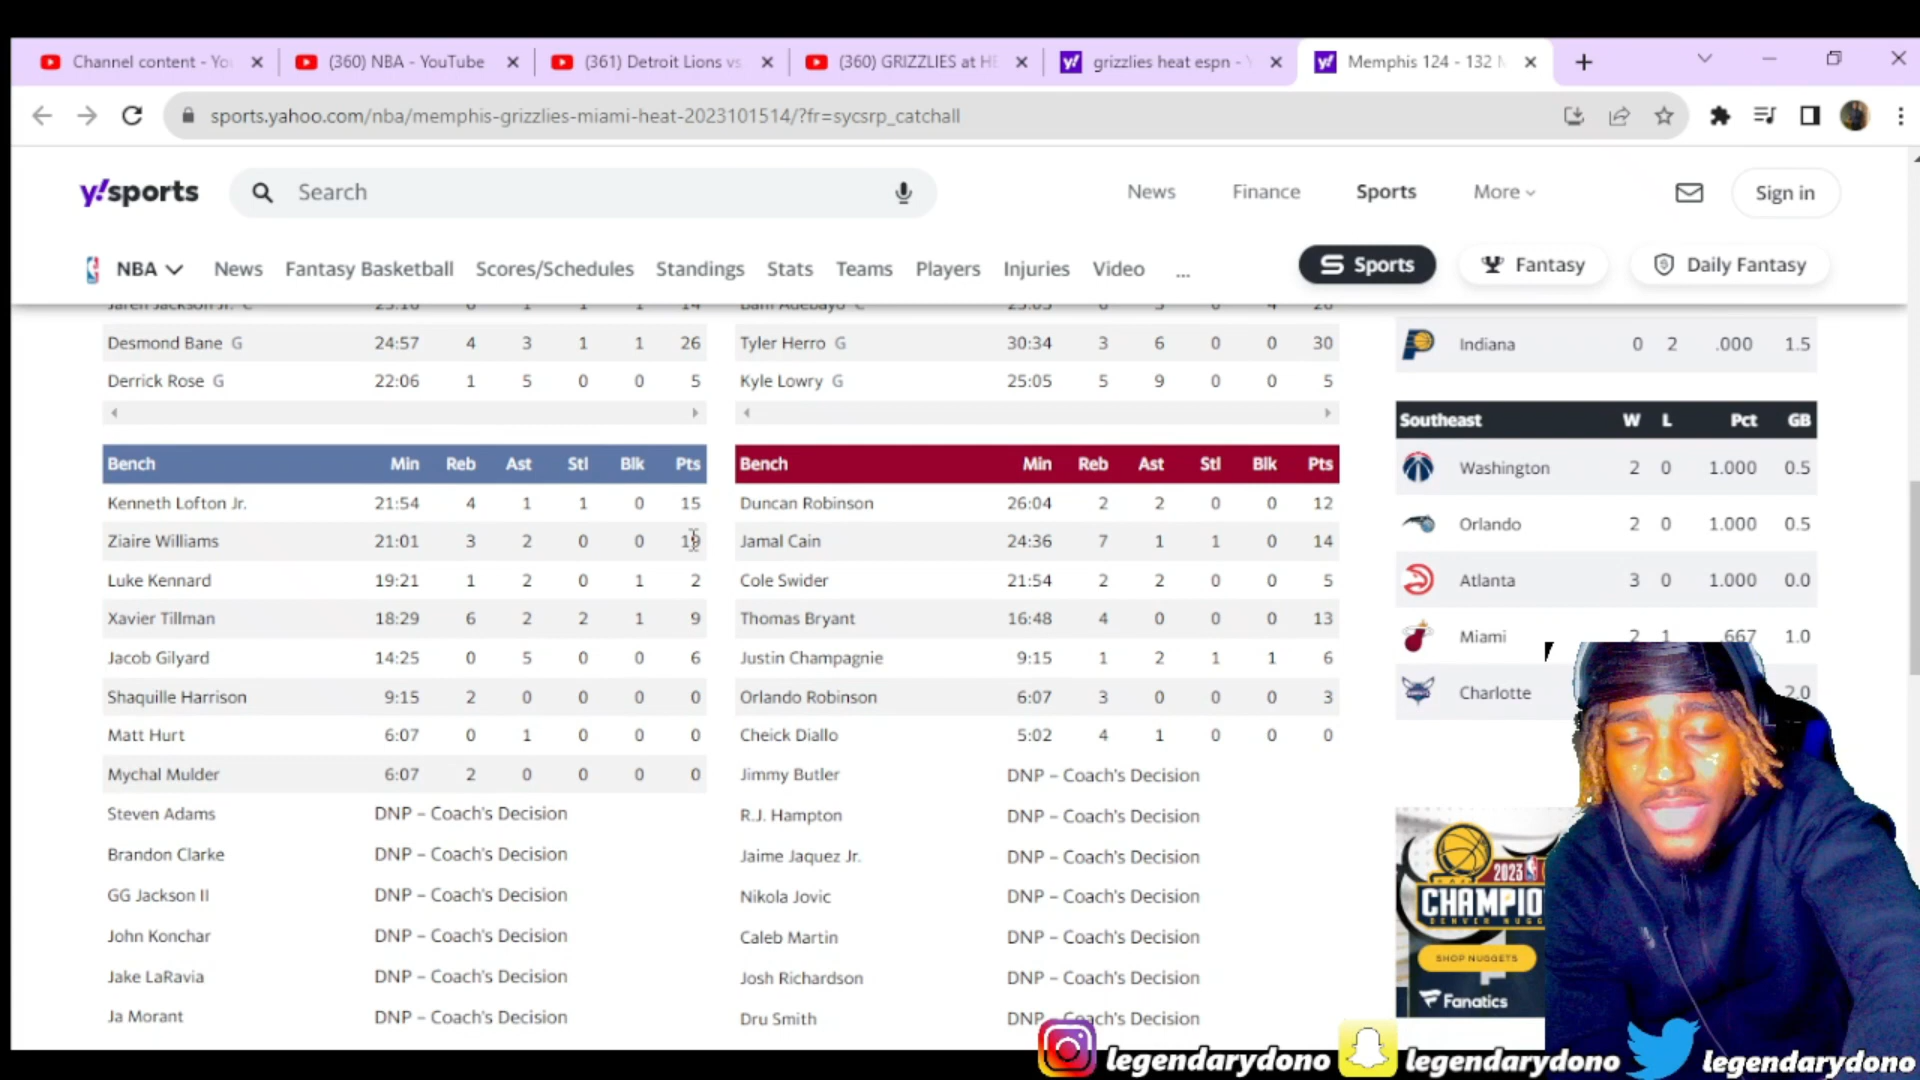 Channel content - Yo
(360) NBA - YouTube
(361) Detroit Lions vs
(360) GRIZZLIES at HE
grizzlies heat espn -
Memphis 124 - 132 M
sports.yahoo.com/nba/memphis-grizzlies-miami-heat-2023101514/?fr=sycsrp_catchall
y!sports Search News Finance Sports More Sign in
NBA News Fantasy Basketball Scores/Schedules Standings Stats Teams Players Injuries Video ... Sports Fantasy Daily Fantasy
Desmond Bane G 24:57 4 3 1 1 26
Derrick Rose G 22:06 1 5 0 0 5
Bench Min Reb Ast Stl Blk Pts
Kenneth Lofton Jr. 21:54 4 1 1 0 15
Ziaire Williams 21:01 3 2 0 0 19
Luke Kennard 19:21 1 2 0 1 2
Xavier Tillman 18:29 6 2 2 1 9
Jacob Gilyard 14:25 0 5 0 0 6
Shaquille Harrison 9:15 2 0 0 0 0
Matt Hurt 6:07 0 1 0 0 0
Mychal Mulder 6:07 2 0 0 0 0
Steven Adams DNP - Coach's Decision
Brandon Clarke DNP - Coach's Decision
GG Jackson II DNP - Coach's Decision
John Konchar DNP - Coach's Decision
Jake LaRavia DNP - Coach's Decision
Ja Morant DNP - Coach's Decision
Tyler Herro G 30:34 3 6 0 0 30
Kyle Lowry G 25:05 5 9 0 0 5
Bench Min Reb Ast Stl Blk Pts
Duncan Robinson 26:04 2 2 0 0 12
Jamal Cain 24:36 7 1 1 0 14
Cole Swider 21:54 2 2 0 0 5
Thomas Bryant 16:48 4 0 0 0 13
Justin Champagnie 9:15 1 2 1 1 6
Orlando Robinson 6:07 3 0 0 0 3
Cheick Diallo 5:02 4 1 0 0 0
Jimmy Butler DNP - Coach's Decision
R.J. Hampton DNP - Coach's Decision
Jaime Jaquez Jr. DNP - Coach's Decision
Nikola Jovic DNP - Coach's Decision
Caleb Martin DNP - Coach's Decision
Josh Richardson DNP - Coach's Decision
Dru Smith DNP - Coach's Decision
Indiana 0 2 .000 1.5
Southeast W L Pct GB
Washington 2 0 1.000 0.5
Orlando 2 0 1.000 0.5
Atlanta 3 0 1.000 0.0
Miami 2 1 .667 1.0
Charlotte 2.0
2023
CHAMPIO
DENVER NUGG
SHOP NUGGETS
Fanatics
legendarydono legendarydono legendarydono